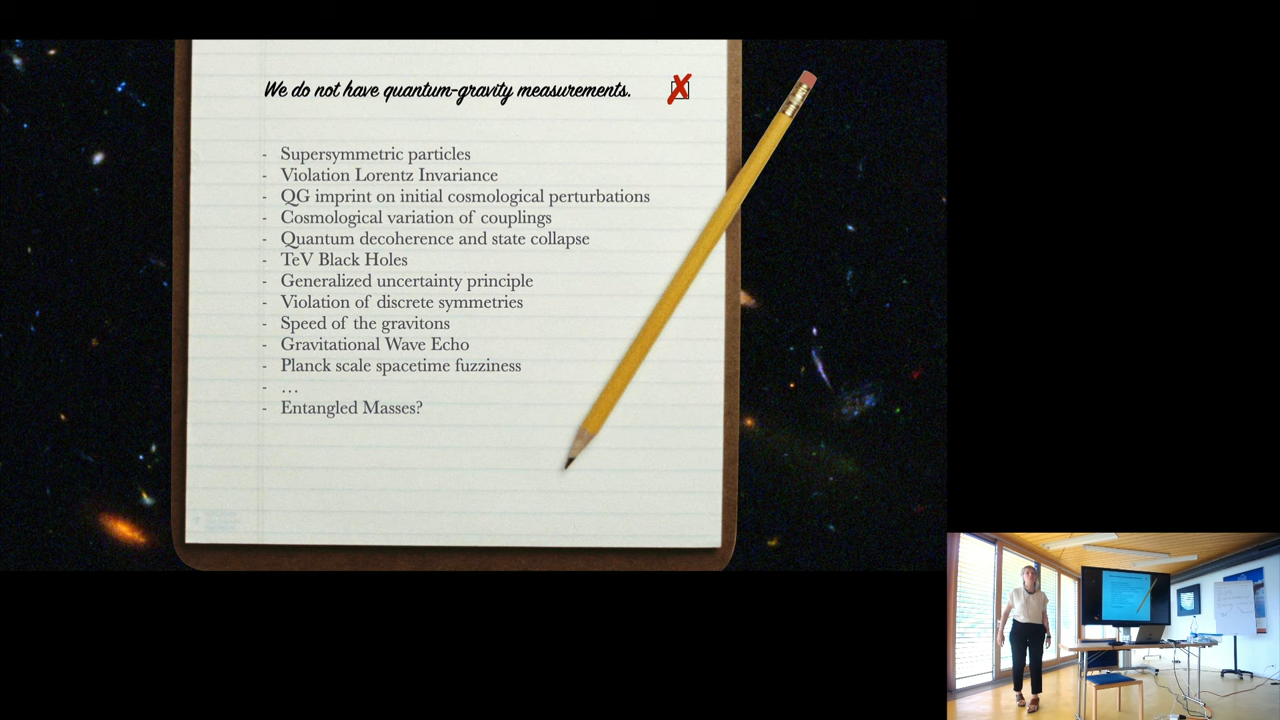 We do not have quantum-gravity measurements.
- Supersymmetric particles
- Violation Lorentz Invariance
- QG imprint on initial cosmological perturbations
- Cosmological variation of couplings
- Quantum decoherence and state collapse
- TeV Black Holes
- Generalized uncertainty principle
- Violation of discrete symmetries
- Speed of the gravitons
- Gravitational Wave Echo
- Planck scale spacetime fuzziness
- …
- Entangled Masses?